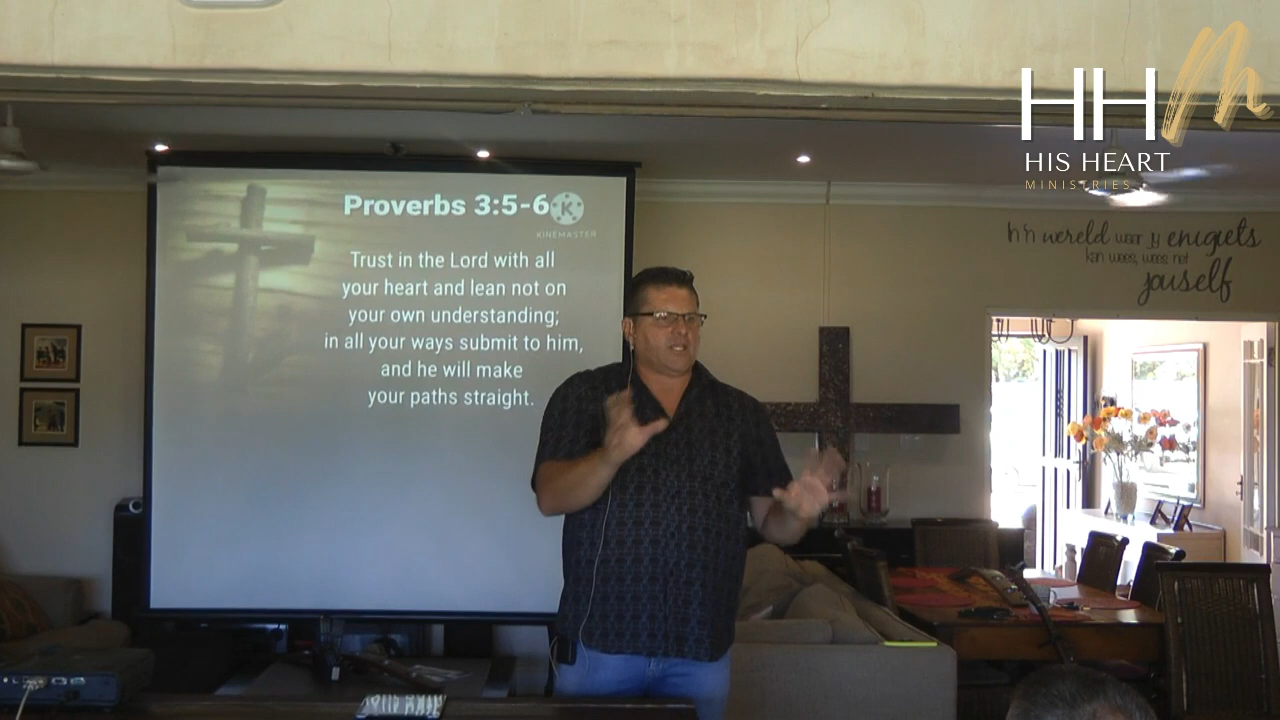 Proverbs 3:5-6
K
KINEMASTER
Trust in the Lord with all
your heart and lean not on
your own understanding;
in all your ways submit to him,
and he will make
your paths straight.
HHM
HIS HEART
MINISTRIES
In 'n wereld waar jy enigiets
kan wees, wees net
jouself